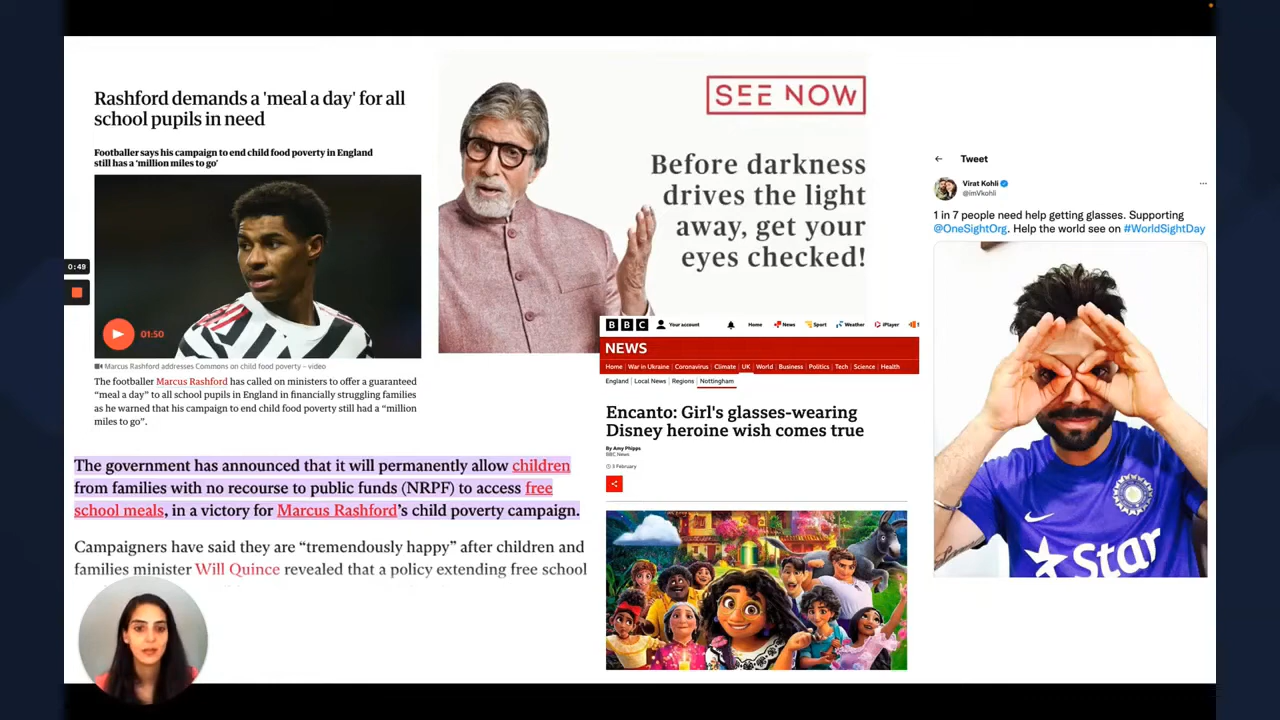 Rashford demands a 'meal a day' for all
school pupils in need
Footballer says his campaign to end child food poverty in England
still has a 'million miles to go'
01:50
Marcus Rashford addresses Commons on child food poverty – video
The footballer Marcus Rashford has called on ministers to offer a guaranteed
“meal a day” to all school pupils in England in financially struggling families
as he warned that his campaign to end child food poverty still had a “million
miles to go”.
The government has announced that it will permanently allow children
from families with no recourse to public funds (NRPF) to access free
school meals, in a victory for Marcus Rashford’s child poverty campaign.
Campaigners have said they are “tremendously happy” after children and
families minister Will Quince revealed that a policy extending free school
0:49
SEE NOW
Before darkness
drives the light
away, get your
eyes checked!
BBC Your account Home News Sport Weather iPlayer
NEWS
Home War in Ukraine Coronavirus Climate UK World Business Politics Tech Science Health
England Local News Regions Nottingham
Encanto: Girl's glasses-wearing
Disney heroine wish comes true
By Amy Phipps
BBC News
3 February
Tweet
Virat Kohli
@imVkohli
1 in 7 people need help getting glasses. Supporting
@OneSightOrg. Help the world see on #WorldSightDay
Star